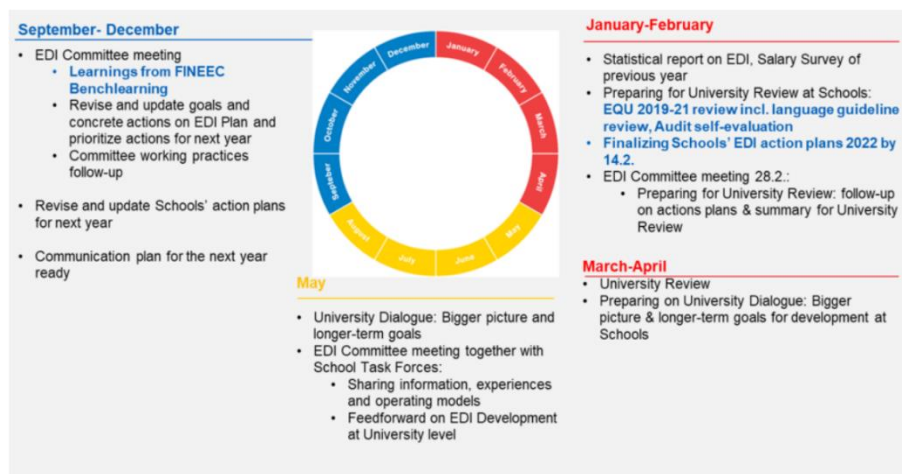 September- December
• EDI Committee meeting
• Learnings from FINEEC
Benchlearning
• Revise and update goals and
concrete actions on EDI Plan and
prioritize actions for next year
• Committee working practices
follow-up
• Revise and update Schools' action plans
for next year
• Communication plan for the next year
ready
January
February
March
April
May
June
July
August
Septeber
October
November
December
May
• University Dialogue: Bigger picture and
longer-term goals
• EDI Committee meeting together with
School Task Forces:
• Sharing information, experiences
and operating models
• Feedforward on EDI Development
at University level
January-February
• Statistical report on EDI, Salary Survey of
previous year
• Preparing for University Review at Schools:
EQU 2019-21 review incl. language guideline
review, Audit self-evaluation
• Finalizing Schools' EDI action plans 2022 by
14.2.
• EDI Committee meeting 28.2.:
• Preparing for University Review: follow-up
on actions plans & summary for University
Review
March-April
• University Review
• Preparing on University Dialogue: Bigger
picture & longer-term goals for development at
Schools